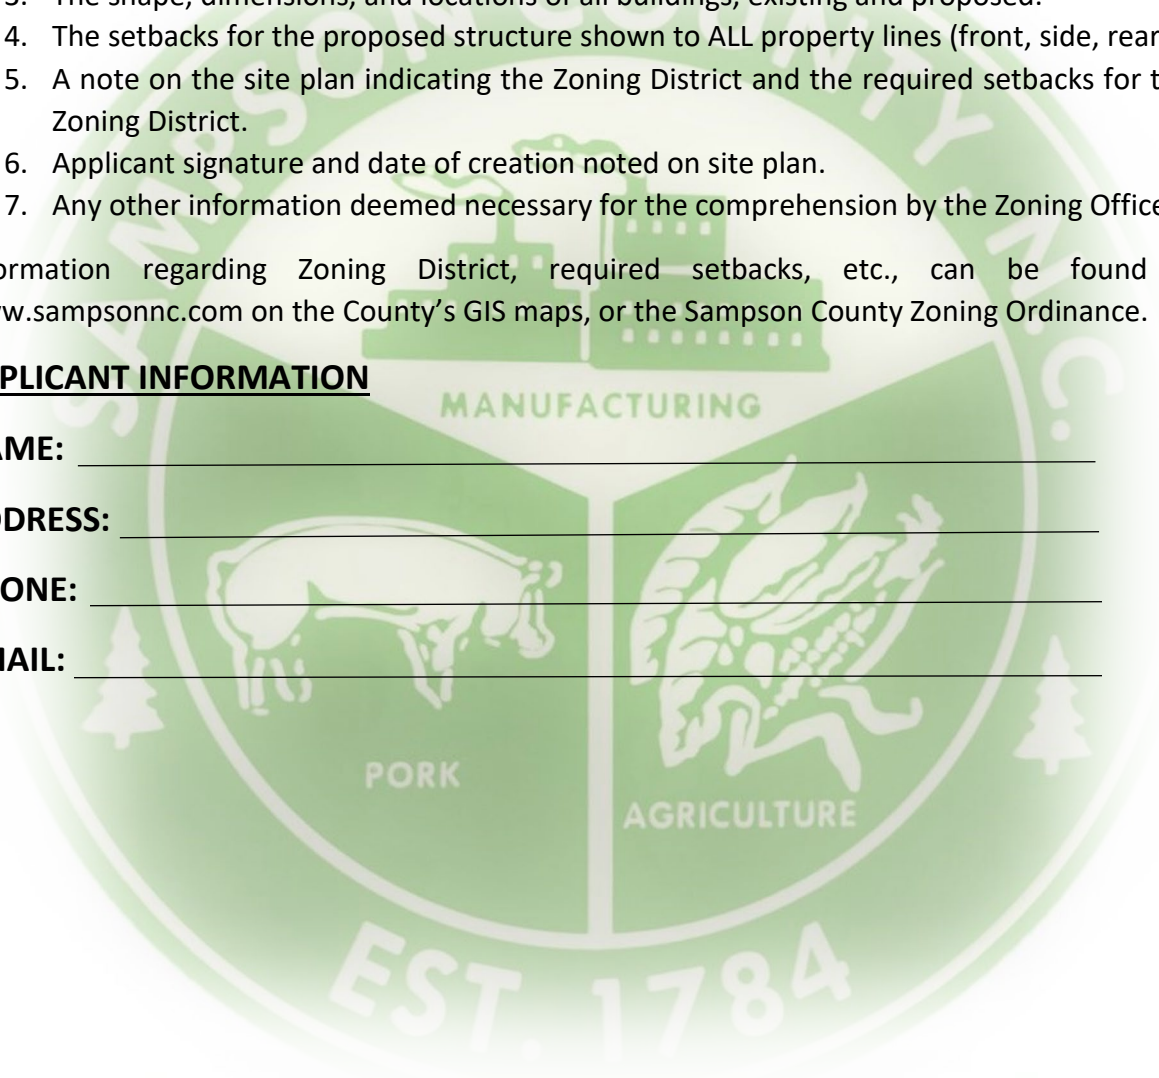 3. The shape, dimensions, and locations of all buildings, existing and proposed.
4. The setbacks for the proposed structure shown to ALL property lines (front, side, rear
5. A note on the site plan indicating the Zoning District and the required setbacks for t
Zoning District.
6. Applicant signature and date of creation noted on site plan.
7. Any other information deemed necessary for the comprehension by the Zoning Office
ormation regarding Zoning District, required setbacks, etc., can be found
w.sampsonnc.com on the County’s GIS maps, or the Sampson County Zoning Ordinance.
PLICANT INFORMATION
AME:
DDRESS:
ONE:
MAIL:
SAMPSON COUNTY N.C.
MANUFACTURING
PORK
AGRICULTURE
EST. 1784